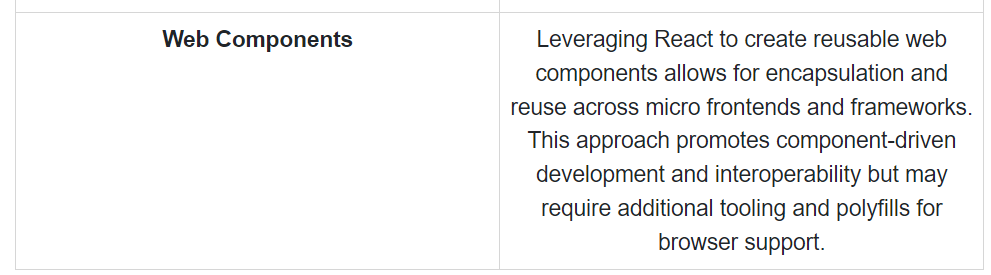 Web Components
Leveraging React to create reusable web
components allows for encapsulation and
reuse across micro frontends and frameworks.
This approach promotes component-driven
development and interoperability but may
require additional tooling and polyfills for
browser support.